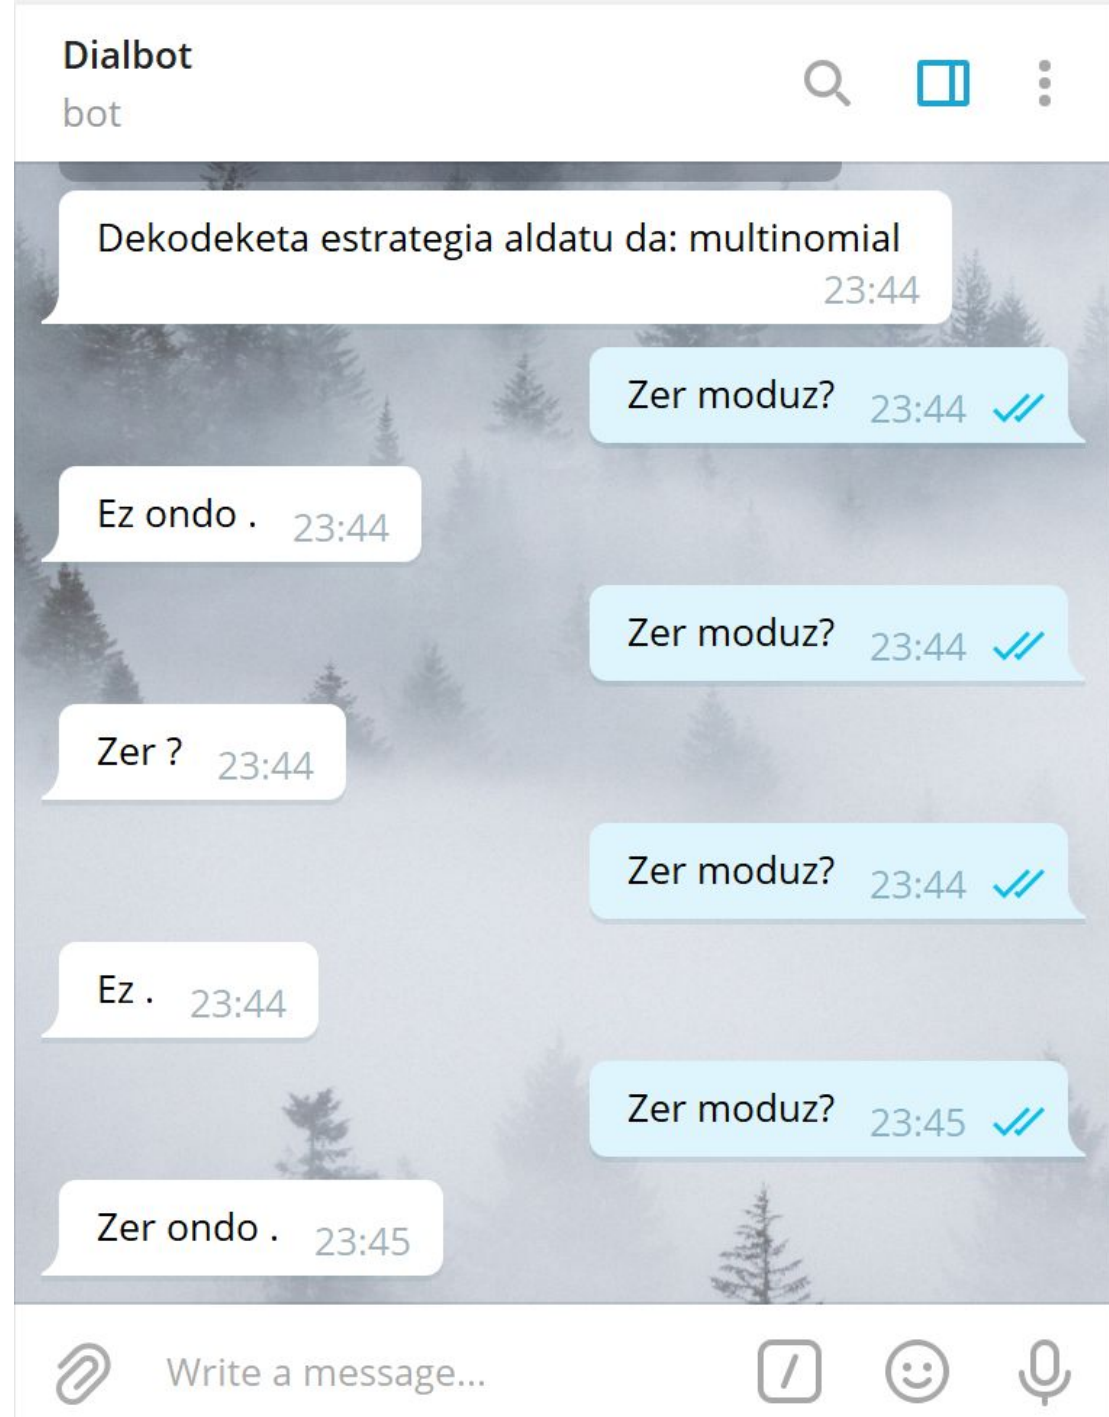 Dialbot
bot
Dekodeketa estrategia aldatu da: multinomial
23:44
Zer moduz? 23:44
Ez ondo . 23:44
Zer moduz? 23:44
Zer ? 23:44
Zer moduz? 23:44
Ez . 23:44
Zer moduz? 23:45
Zer ondo . 23:45
Write a message...